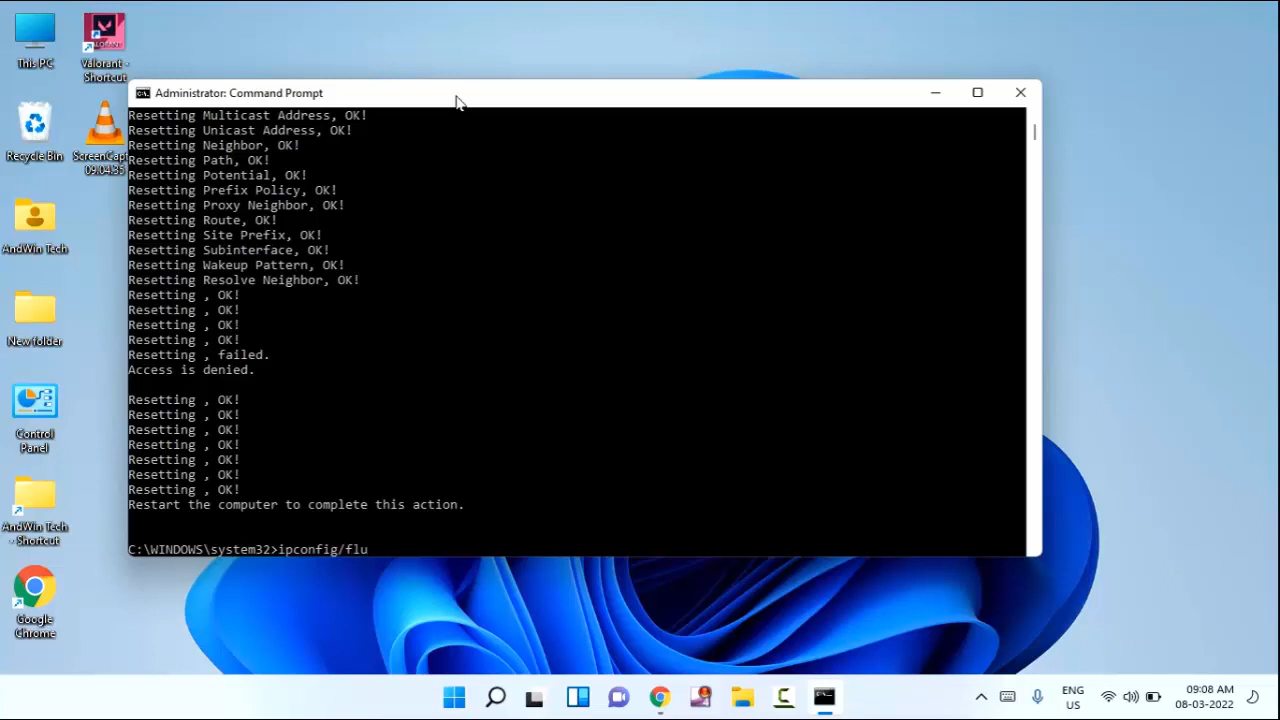 This PC
Valorant -
Shortcut
Recycle Bin
09:04:35
AndWin Tech
New folder
Control
Panel
AndWin Tech
- Shortcut
Google
Chrome
Administrator: Command Prompt
Resetting Multicast Address, OK!
Resetting Unicast Address, OK!
Resetting Neighbor, OK!
Resetting Path, OK!
Resetting Potential, OK!
Resetting Prefix Policy, OK!
Resetting Proxy Neighbor, OK!
Resetting Route, OK!
Resetting Site Prefix, OK!
Resetting Subinterface, OK!
Resetting Wakeup Pattern, OK!
Resetting Resolve Neighbor, OK!
Resetting , OK!
Resetting , OK!
Resetting , OK!
Resetting , OK!
Resetting , failed.
Access is denied.
Resetting , OK!
Resetting , OK!
Resetting , OK!
Resetting , OK!
Resetting , OK!
Resetting , OK!
Resetting , OK!
Restart the computer to complete this action.
C:\WINDOWS\system32>ipconfig/flu
ENG
US
09:08 AM
08-03-2022